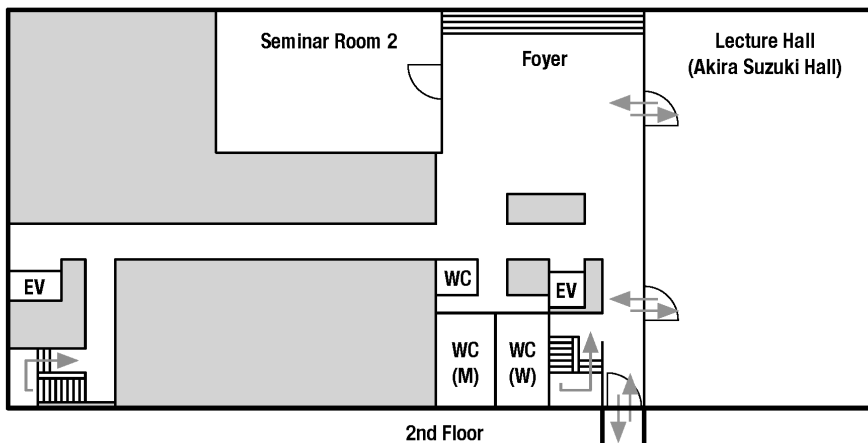 Seminar Room 2
Foyer
Lecture Hall
(Akira Suzuki Hall)
EV
WC
EV
WC
(M)
WC
(W)
2nd Floor